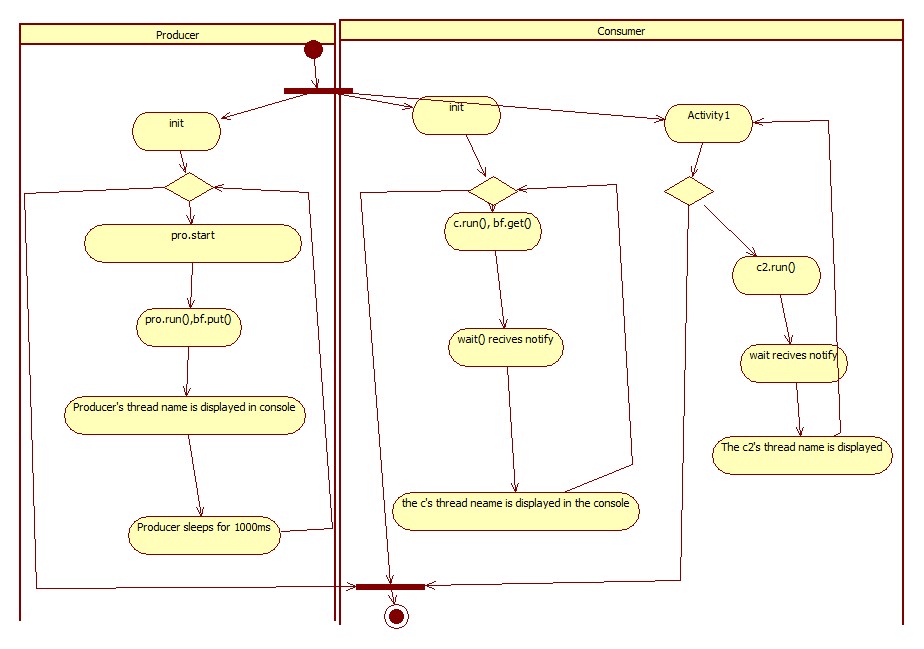 Producer
Consumer
init
init
Activity1
pro.start
c.run(), bf.get()
c2.run()
pro.run(),bf.put()
wait() recives notify
wait recives notify
Producer's thread name is displayed in console
The c2's thread name is displayed
the c's thread neame is displayed in the console
Producer sleeps for 1000ms